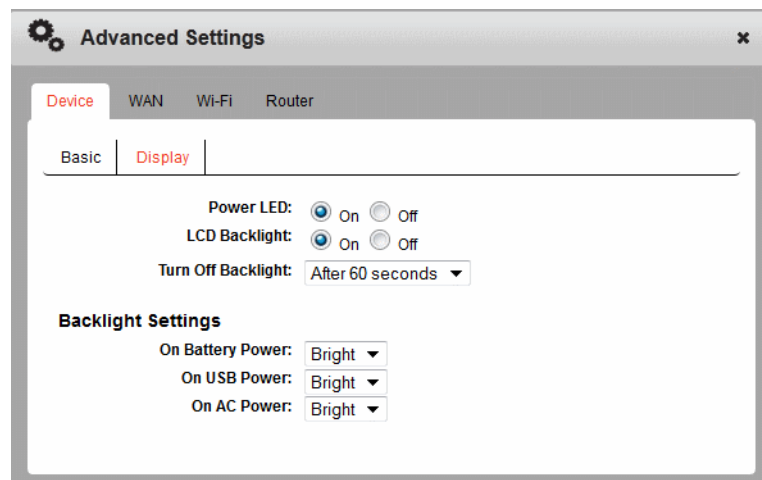 Advanced Settings
Device WAN Wi-Fi Router
Basic Display
Power LED: On Off
LCD Backlight: On Off
Turn Off Backlight: After 60 seconds
Backlight Settings
On Battery Power: Bright
On USB Power: Bright
On AC Power: Bright